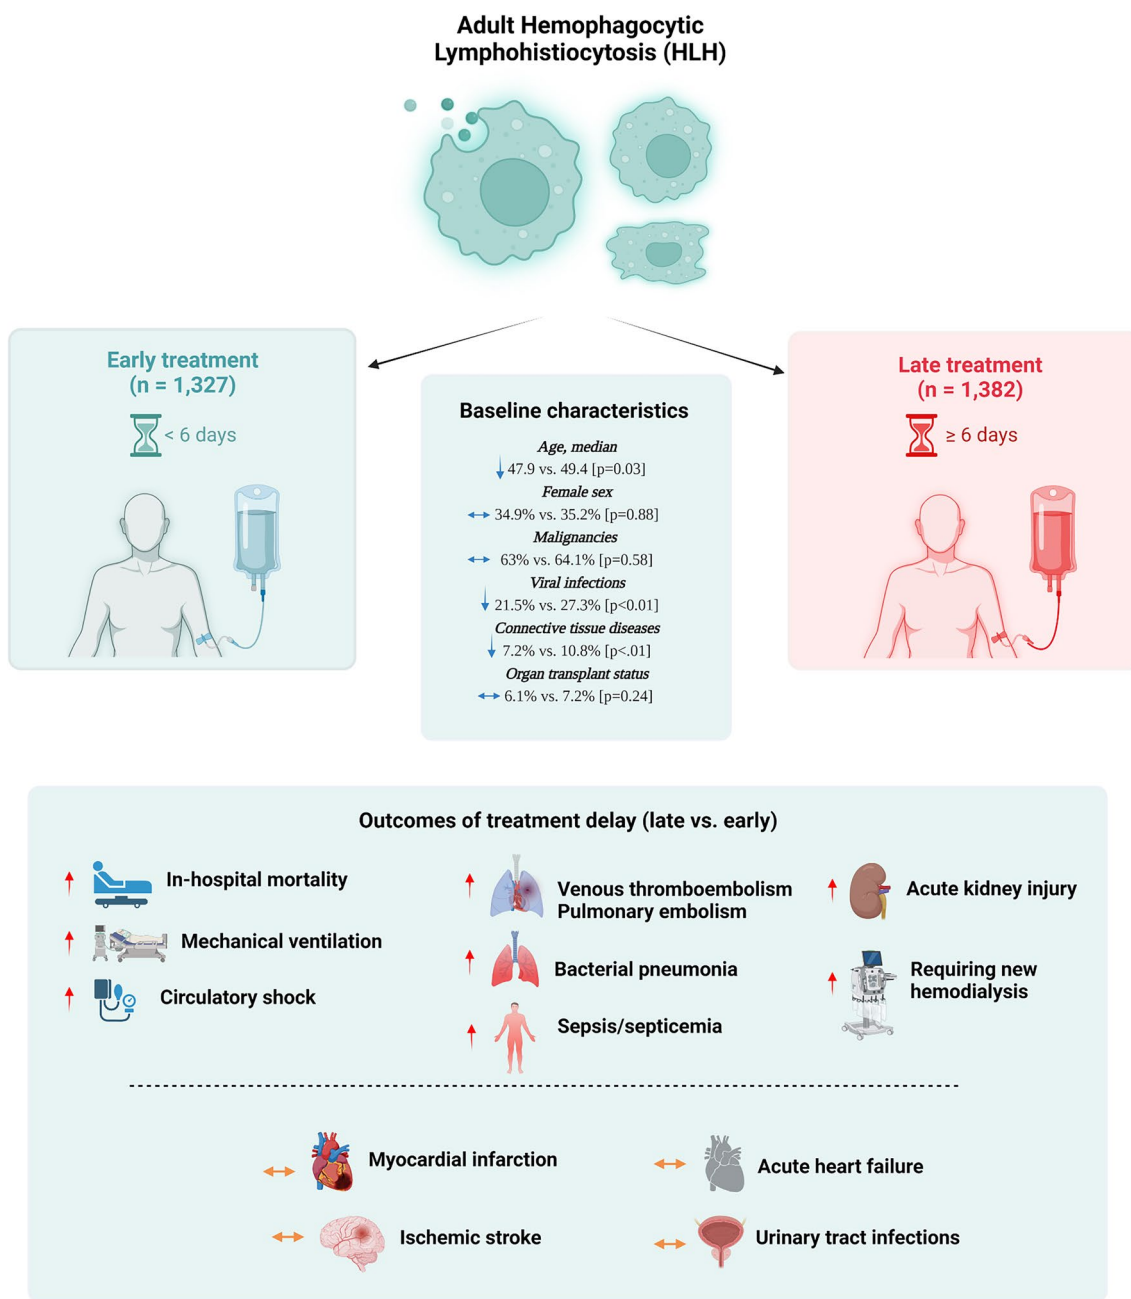 Adult Hemophagocytic
Lymphohistiocytosis (HLH)
Early treatment
(n = 1,327)
< 6 days
Baseline characteristics
Age, median
47.9 vs. 49.4 [p=0.03]
Female sex
34.9% vs. 35.2% [p=0.88]
Malignancies
63% vs. 64.1% [p=0.58]
Viral infections
21.5% vs. 27.3% [p<0.01]
Connective tissue diseases
7.2% vs. 10.8% [p<.01]
Organ transplant status
6.1% vs. 7.2% [p=0.24]
Late treatment
(n = 1,382)
≥ 6 days
Outcomes of treatment delay (late vs. early)
In-hospital mortality
Mechanical ventilation
Circulatory shock
Venous thromboembolism
Pulmonary embolism
Bacterial pneumonia
Sepsis/septicemia
Acute kidney injury
Requiring new
hemodialysis
Myocardial infarction
Acute heart failure
Ischemic stroke
Urinary tract infections